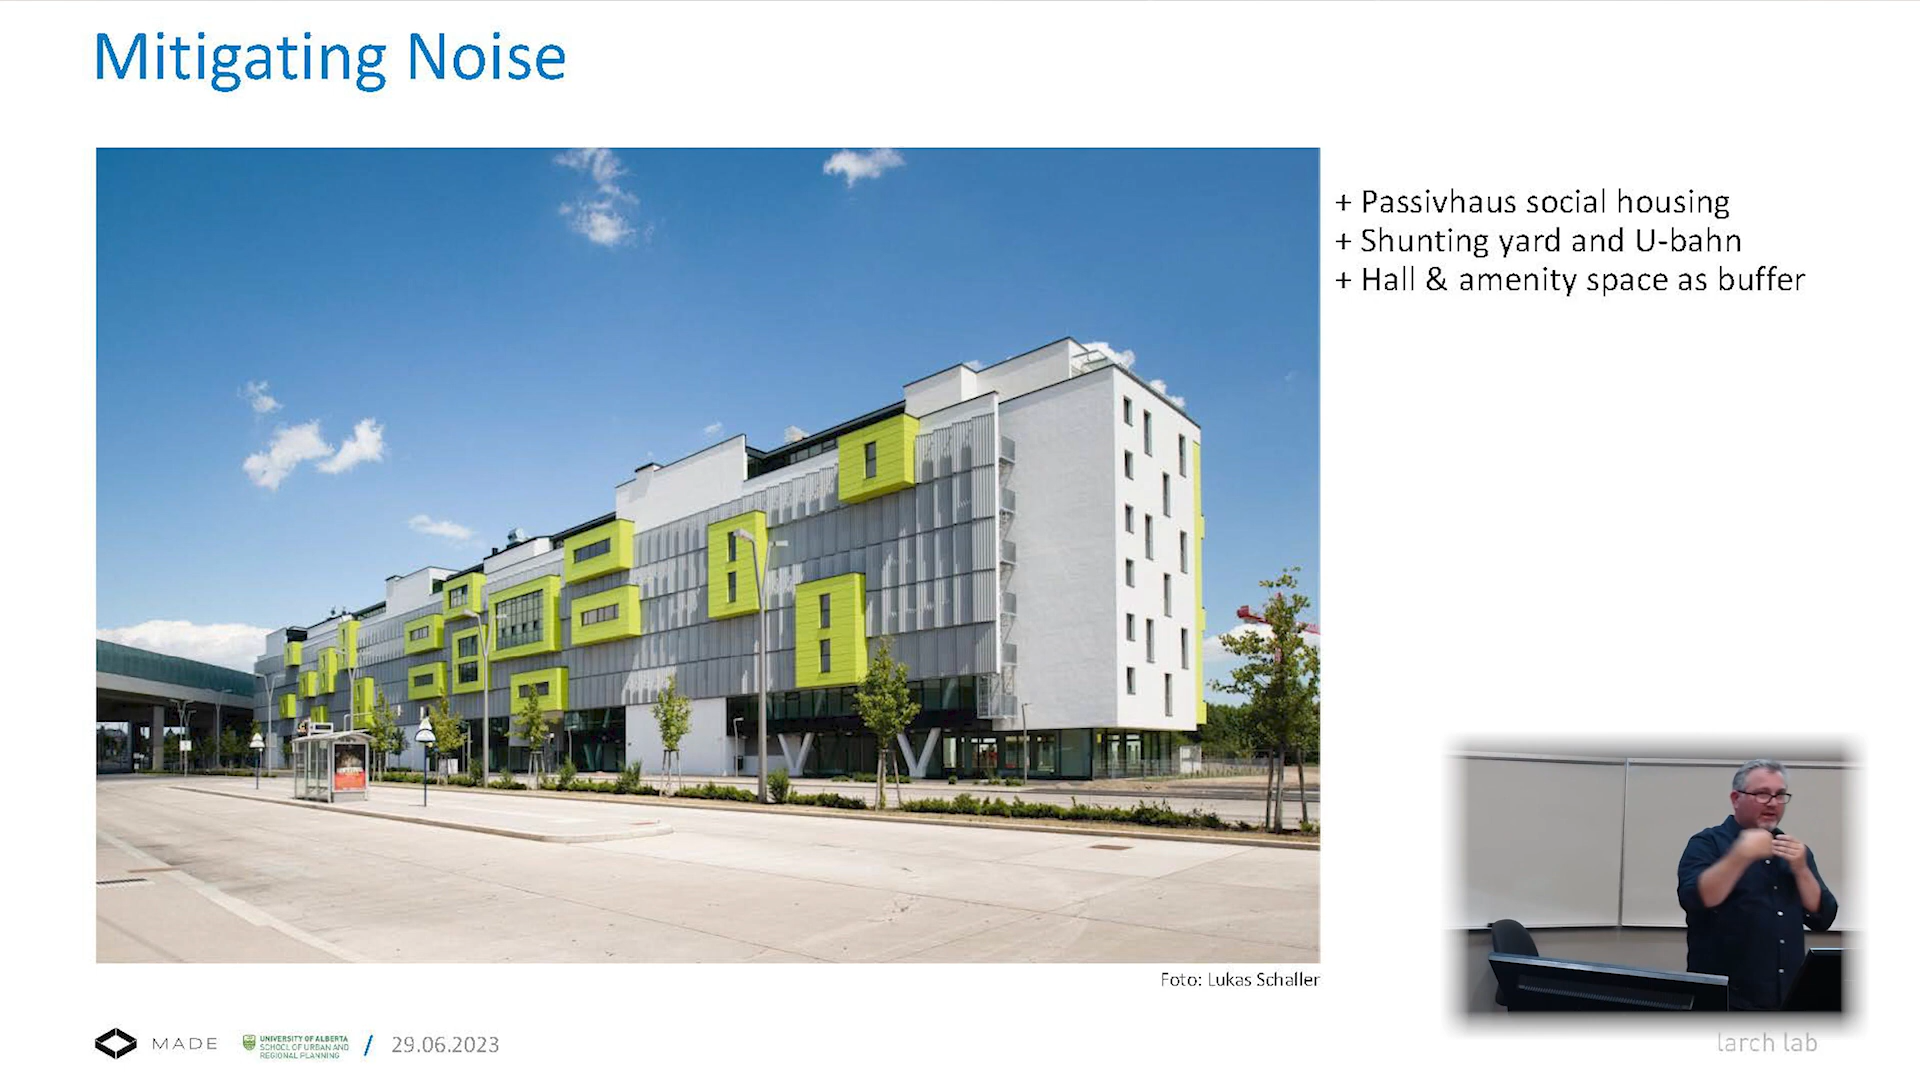 Mitigating Noise
+ Passivhaus social housing
+ Shunting yard and U-bahn
+ Hall & amenity space as buffer
Foto: Lukas Schaller
MADE
UNIVERSITY OF ALBERTA
SCHOOL OF URBAN AND
REGIONAL PLANNING
/ 29.06.2023
larch lab